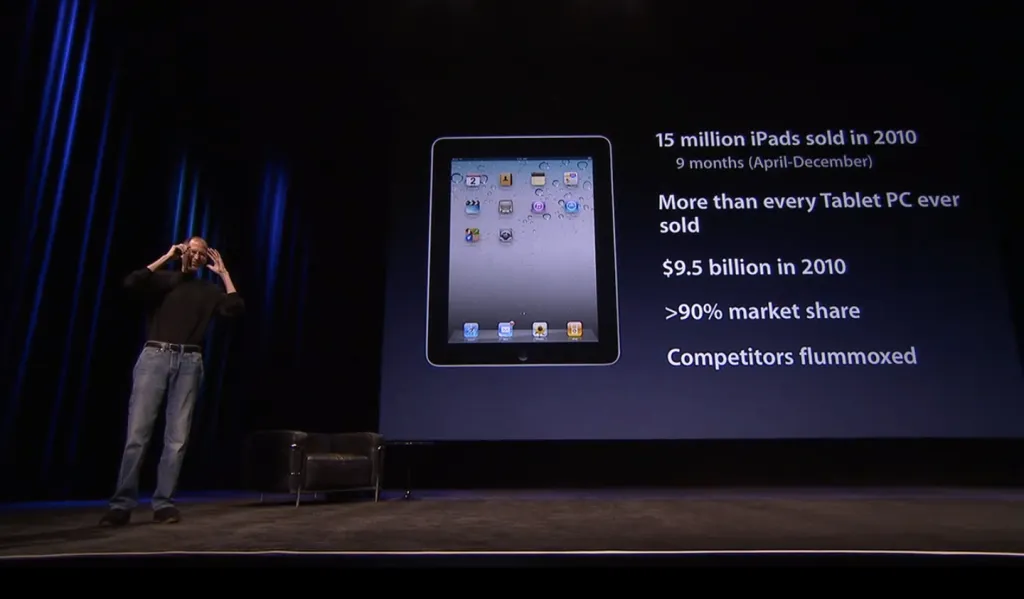 15 million iPads sold in 2010
9 months (April-December)
More than every Tablet PC ever
sold
$9.5 billion in 2010
>90% market share
Competitors flummoxed
2